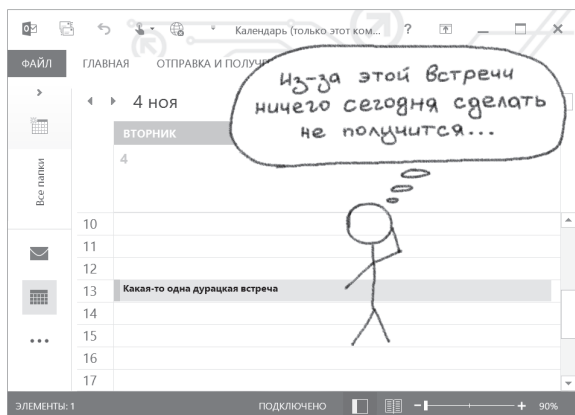 Календарь (только этот ком...
?
ФАЙЛ ГЛАВНАЯ ОТПРАВКА И ПОЛУЧЕ
Из-за этой встречи
ничего сегодня сделать
не получится...
4 ноя
ВТОРНИК
4
Все папки
10
11
12
13 Какая-то одна дурацкая встреча
14
15
16
17
ЭЛЕМЕНТЫ: 1 ПОДКЛЮЧЕНО 90%